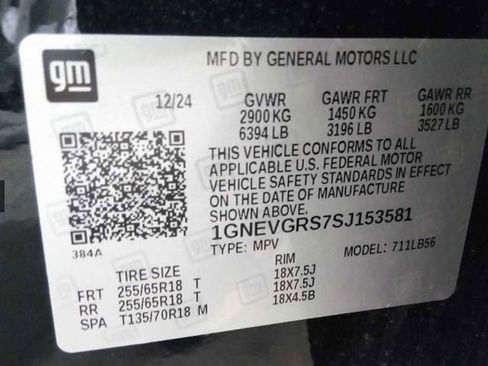 gm
MFD BY GENERAL MOTORS LLC
12/24 GVWR GAWR FRT GAWR RR
2900 KG 1450 KG 1600 KG
6394 LB 3196 LB 3527 LB
THIS VEHICLE CONFORMS TO ALL
APPLICABLE U.S. FEDERAL MOTOR
VEHICLE SAFETY STANDARDS IN EFFECT
ON THE DATE OF MANUFACTURE
SHOWN ABOVE.
1GNEVGRS7SJ153581
384A TYPE: MPV MODEL: 711LB56
TIRE SIZE RIM
FRT 255/65R18 T 18X7.5J
RR 255/65R18 T 18X7.5J
SPA T135/70R18 M 18X4.5B